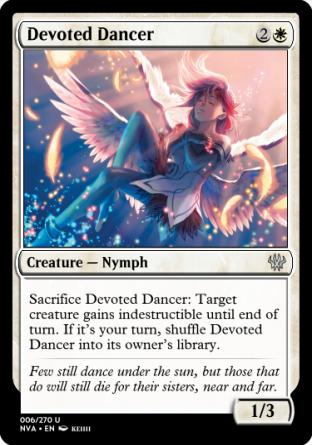 Devoted Dancer 2
Creature — Nymph
Sacrifice Devoted Dancer: Target
creature gains indestructible until end of
turn. If it's your turn, shuffle Devoted
Dancer into its owner's library.
Few still dance under the sun, but those that
do will still die for their sisters, near and far.
1/3
006/270 U
NVA • EN KEIII